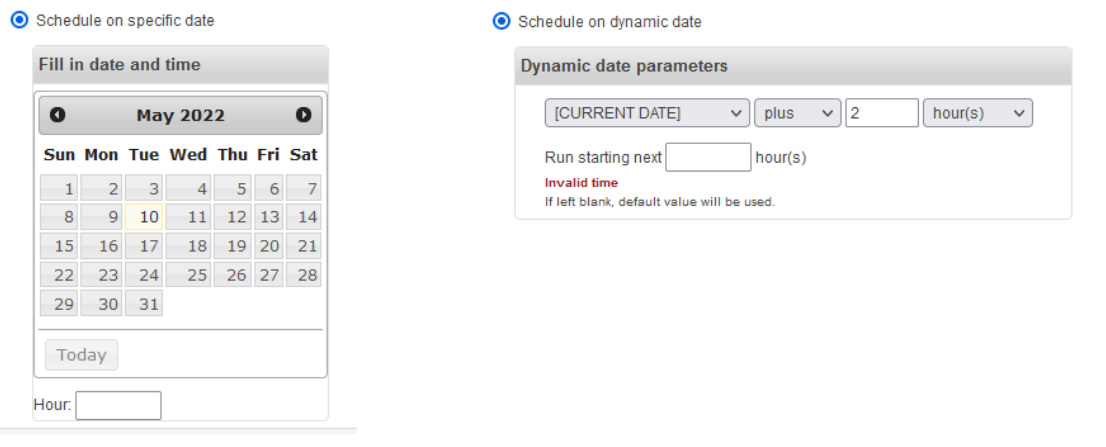 Schedule on specific date
Fill in date and time
May 2022
Sun Mon Tue Wed Thu Fri Sat
1 2 3 4 5 6 7
8 9 10 11 12 13 14
15 16 17 18 19 20 21
22 23 24 25 26 27 28
29 30 31
Today
Hour:
Schedule on dynamic date
Dynamic date parameters
[CURRENT DATE] plus 2 hour(s)
Run starting next hour(s)
Invalid time
If left blank, default value will be used.